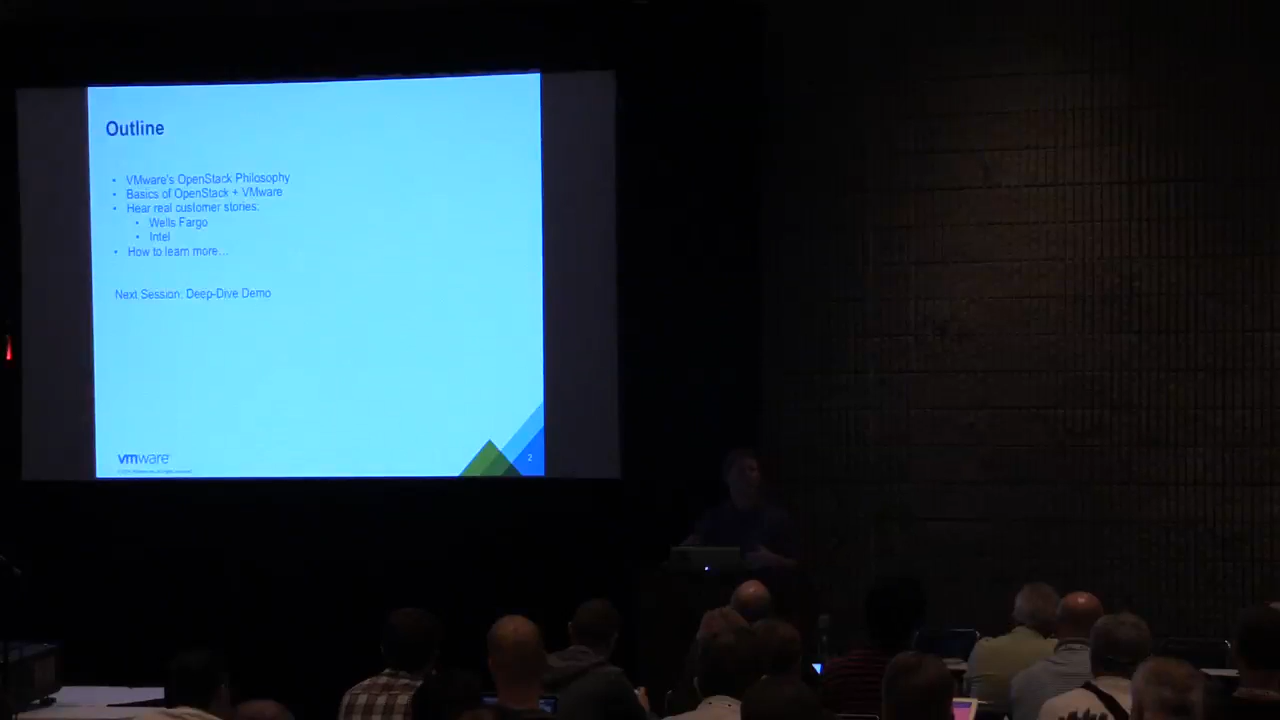 Outline
• VMware's OpenStack Philosophy
• Basics of OpenStack + VMware
• Hear real customer stories:
• Wells Fargo
• Intel
• How to learn more…
Next Session: Deep-Dive Demo
vmware
2